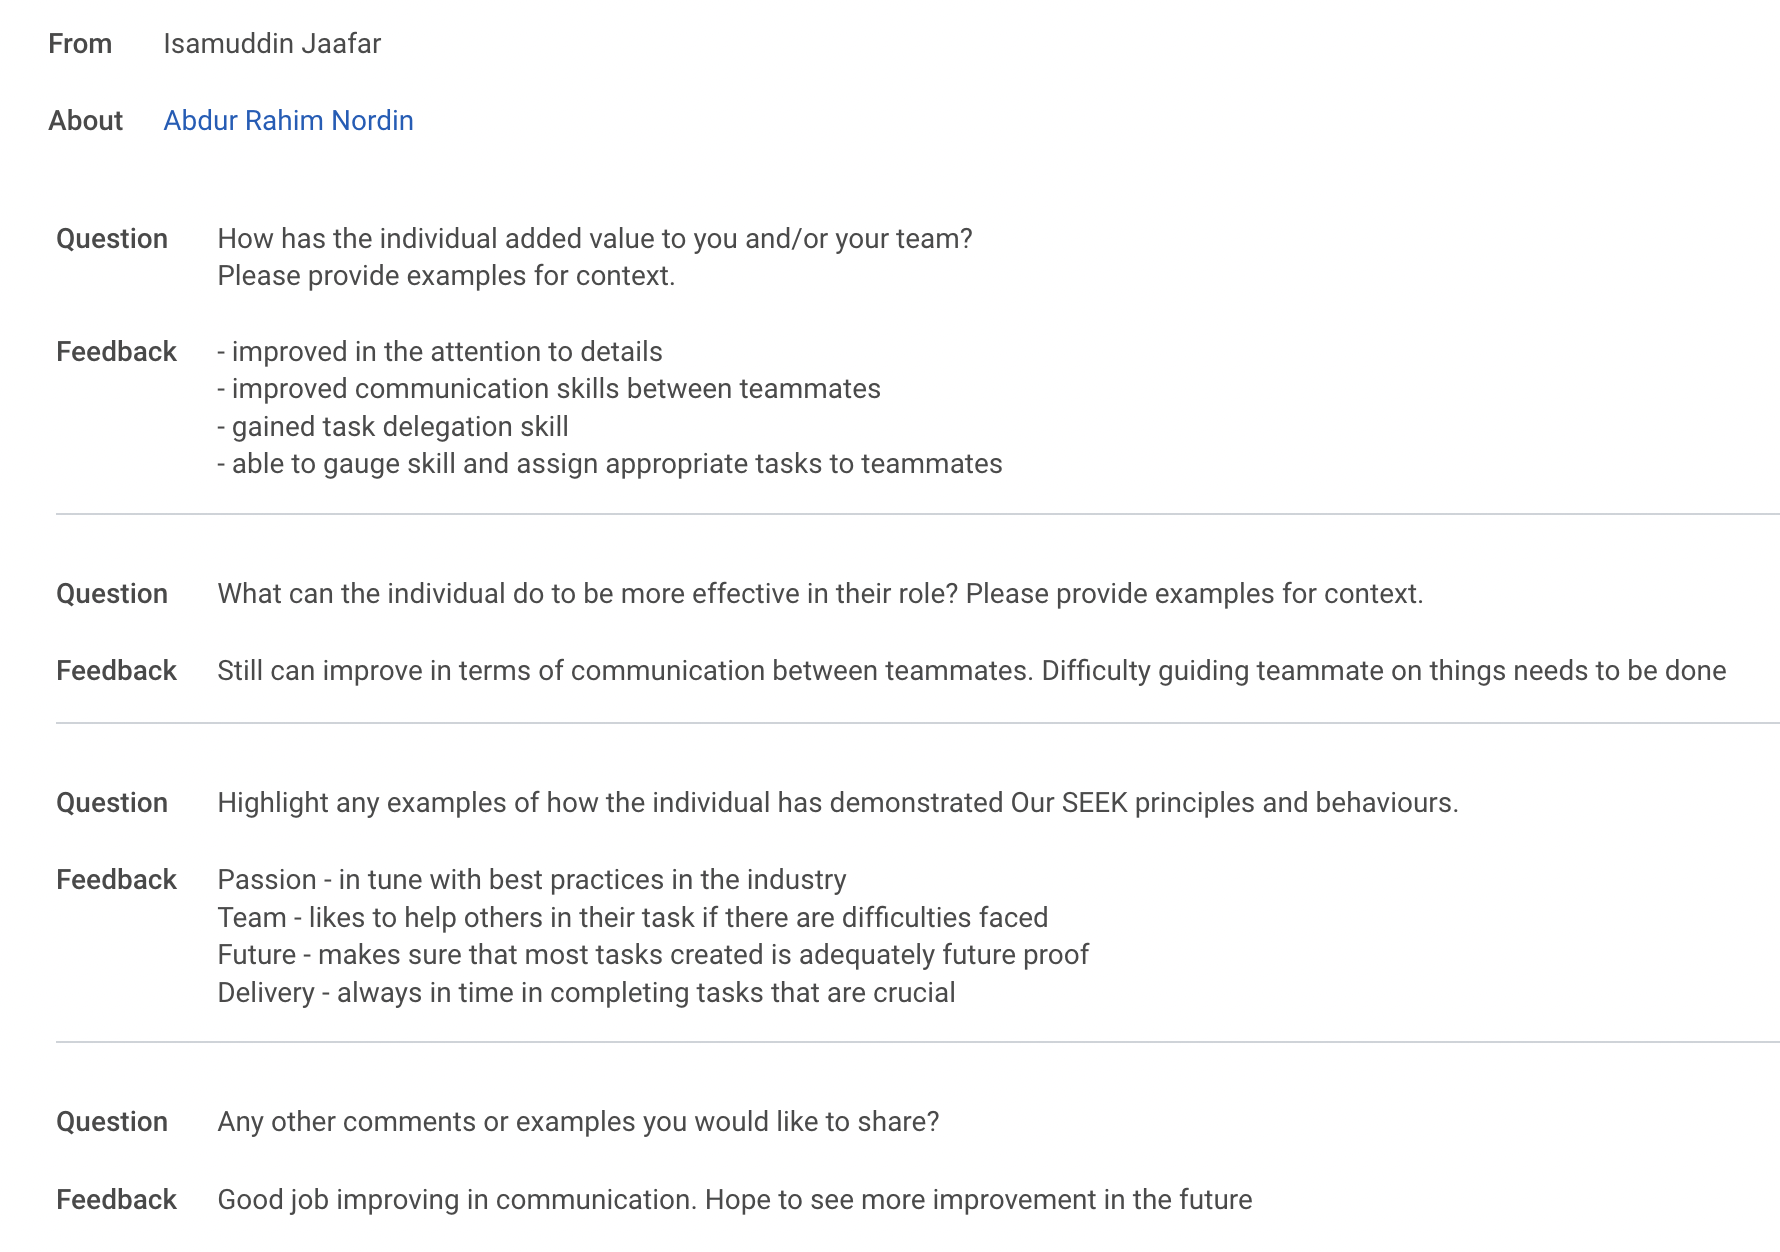 From Isamuddin Jaafar
About Abdur Rahim Nordin
Question How has the individual added value to you and/or your team?
Please provide examples for context.
Feedback - improved in the attention to details
- improved communication skills between teammates
- gained task delegation skill
- able to gauge skill and assign appropriate tasks to teammates
Question What can the individual do to be more effective in their role? Please provide examples for context.
Feedback Still can improve in terms of communication between teammates. Difficulty guiding teammate on things needs to be done
Question Highlight any examples of how the individual has demonstrated Our SEEK principles and behaviours.
Feedback Passion - in tune with best practices in the industry
Team - likes to help others in their task if there are difficulties faced
Future - makes sure that most tasks created is adequately future proof
Delivery - always in time in completing tasks that are crucial
Question Any other comments or examples you would like to share?
Feedback Good job improving in communication. Hope to see more improvement in the future